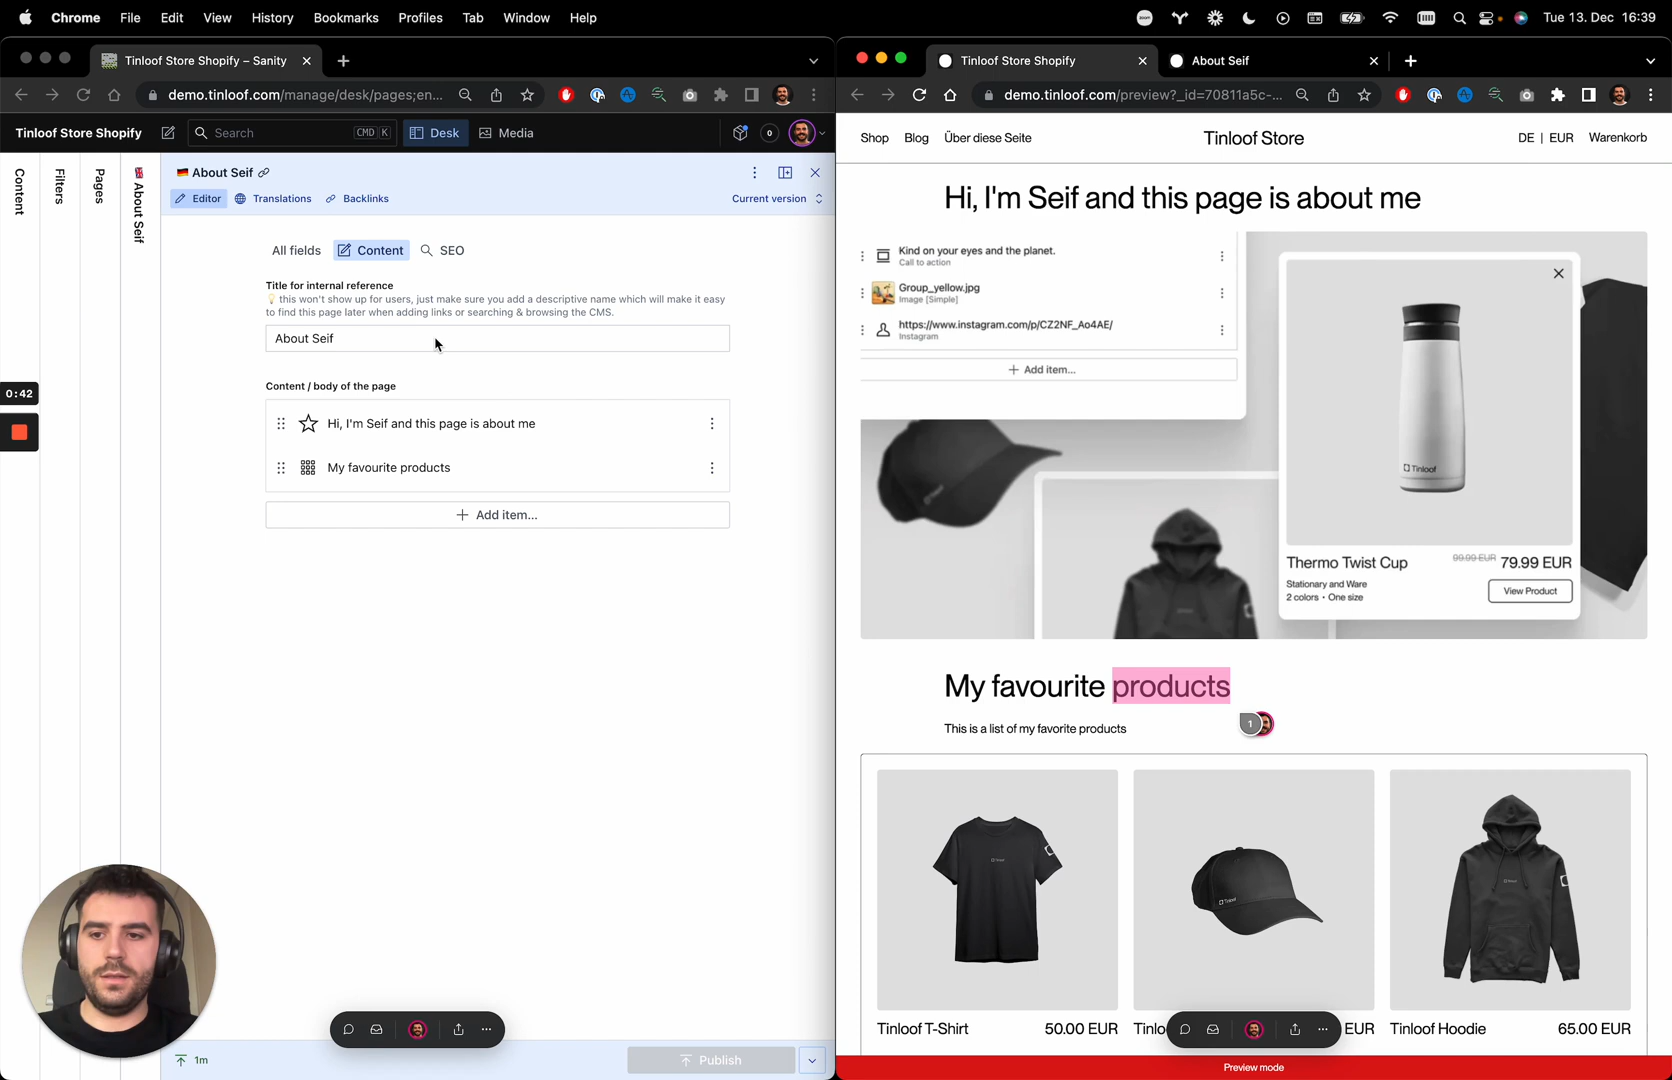 Chrome File Edit View History Bookmarks Profiles Tab Window Help
Tue 13. Dec 16:39
Tinloof Store Shopify – Sanity
demo.tinloof.com/manage/desk/pages;en...
Tinloof Store Shopify
Search
CMD K
Desk
Media
0
Content
Filters
Pages
About Seif
About Seif
Editor
Translations
Backlinks
Current version
All fields
Content
SEO
Title for internal reference
this won't show up for users, just make sure you add a descriptive name which will make it easy
to find this page later when adding links or searching & browsing the CMS.
About Seif
Content / body of the page
Hi, I'm Seif and this page is about me
My favourite products
Add item...
0:42
1m
Publish
Tinloof Store Shopify
About Seif
demo.tinloof.com/preview?_id=70811a5c-...
Shop Blog Über diese Seite
Tinloof Store
DE | EUR Warenkorb
Hi, I'm Seif and this page is about me
Kind on your eyes and the planet.
Call to action
Group_yellow.jpg
Image [Simple]
https://www.instagram.com/p/CZ2NF_Ao4AE/
Instagram
Add item...
Tinloof
Thermo Twist Cup
99.99 EUR 79.99 EUR
Stationary and Ware
2 colors • One size
View Product
My favourite products
This is a list of my favorite products
1
Tinloof T-Shirt 50.00 EUR
Tinlo EUR
Tinloof Hoodie 65.00 EUR
Preview mode